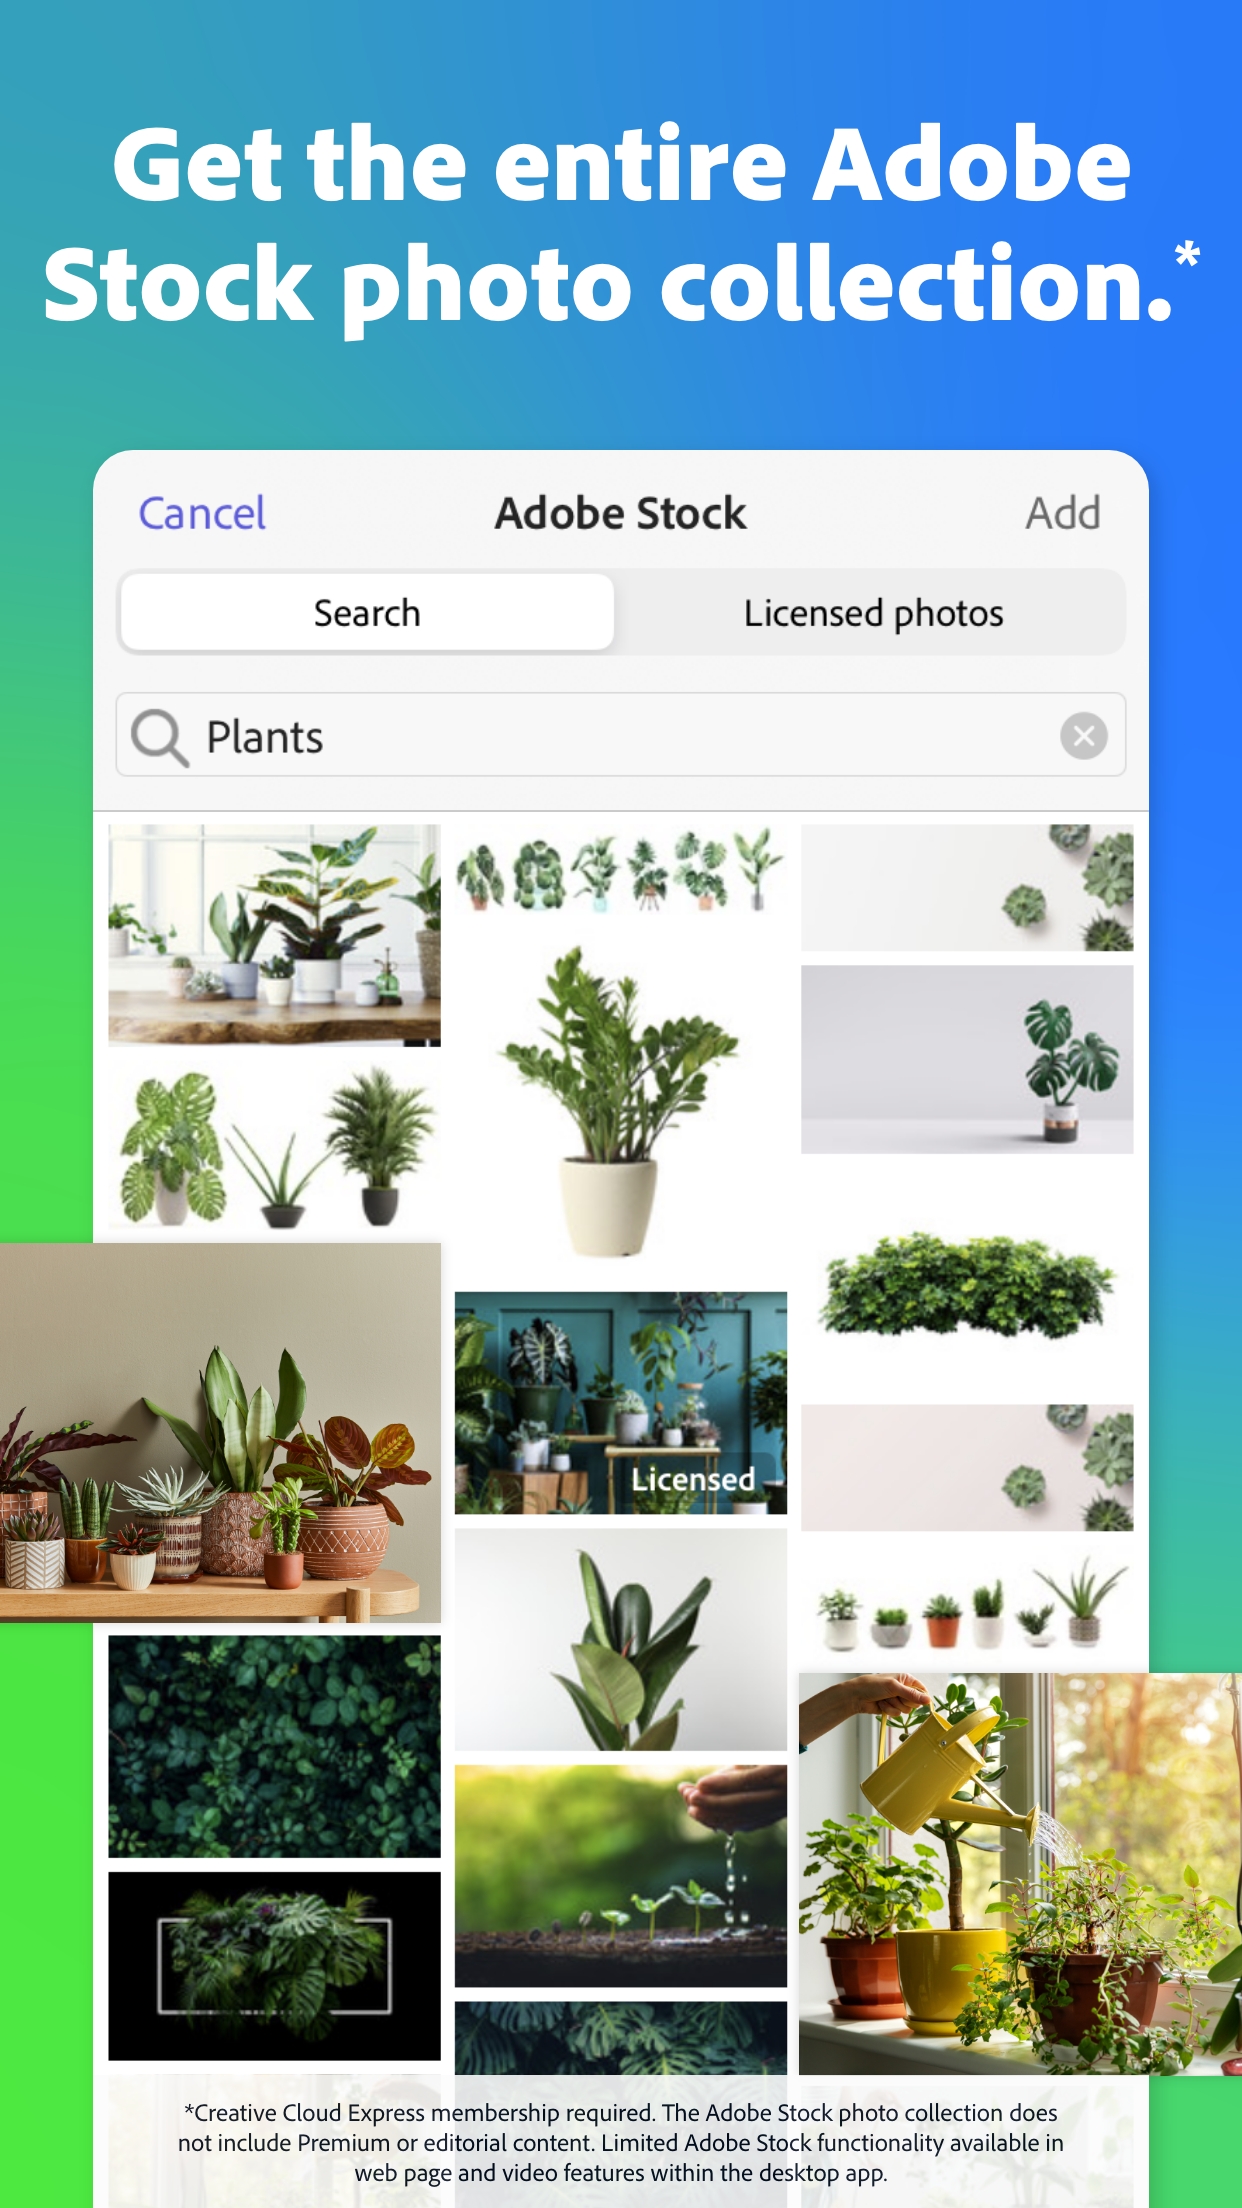 Get the entire Adobe
Stock photo collection.*
Cancel
Adobe Stock
Add
Search
Licensed photos
Plants
Licensed
*Creative Cloud Express membership required. The Adobe Stock photo collection does
not include Premium or editorial content. Limited Adobe Stock functionality available in
web page and video features within the desktop app.